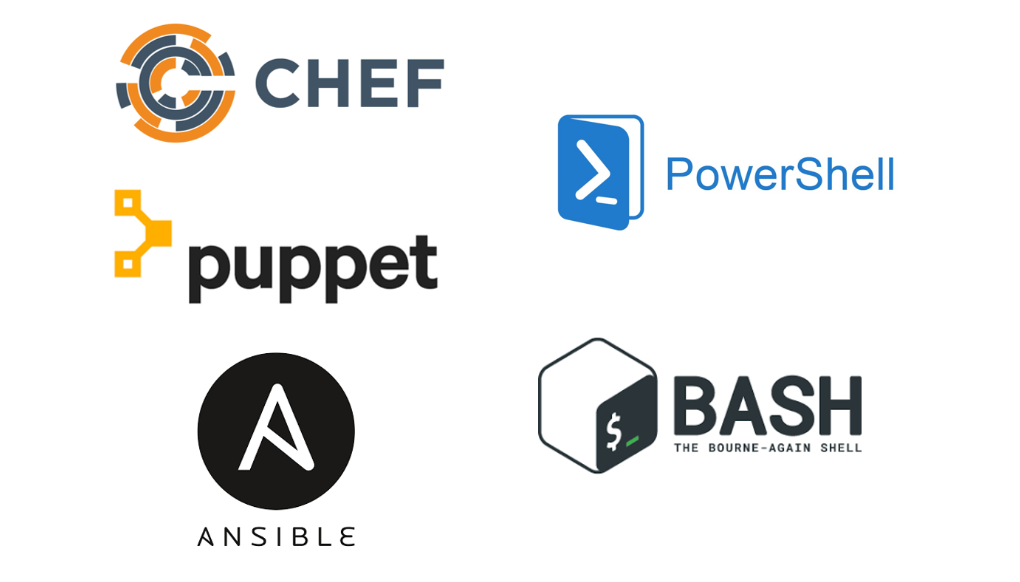 CHEF
puppet
ANSIBLE
PowerShell
$_
BASH
THE BOURNE-AGAIN SHELL